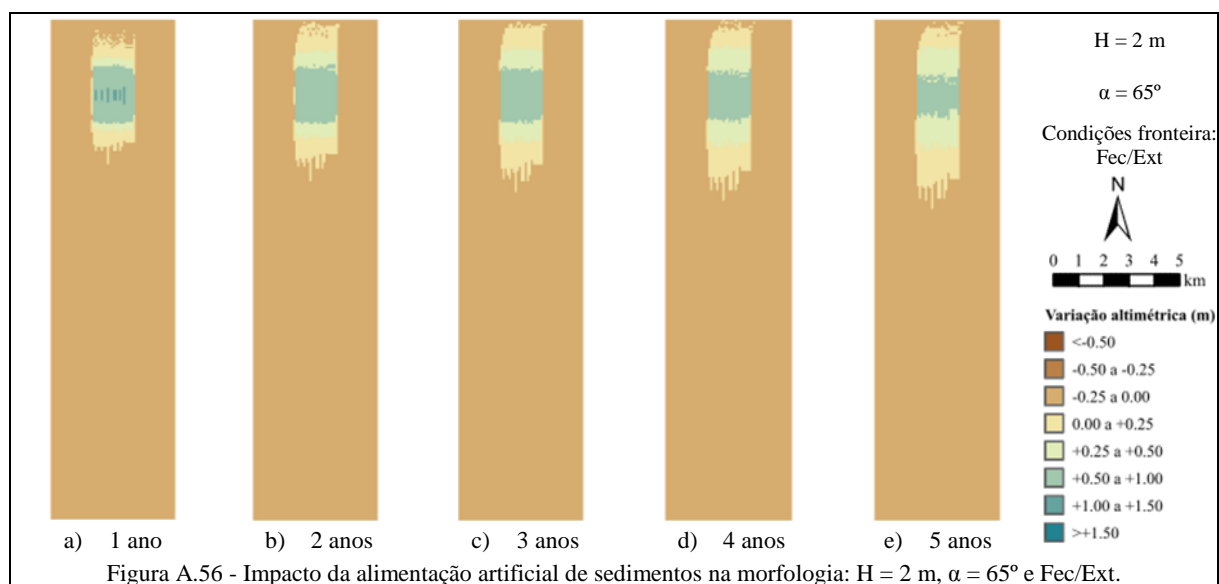 H = 2 m
α = 65º
Condições fronteira:
Fec/Ext
N
0 1 2 3 4 5
km
Variação altimétrica (m)
<-0.50
-0.50 a -0.25
-0.25 a 0.00
0.00 a +0.25
+0.25 a +0.50
+0.50 a +1.00
+1.00 a +1.50
>+1.50
a) 1 ano
b) 2 anos
c) 3 anos
d) 4 anos
e) 5 anos
Figura A.56 - Impacto da alimentação artificial de sedimentos na morfologia: H = 2 m, α = 65º e Fec/Ext.